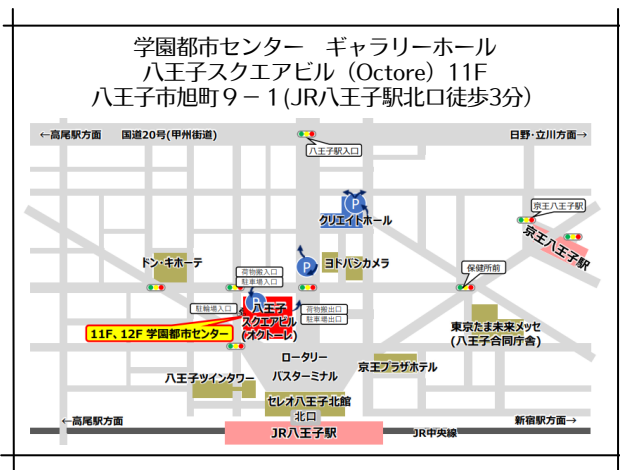 学園都市センター　ギャラリーホール
八王子スクエアビル（Octore）11F
八王子市旭町９－１(JR八王子駅北口徒歩3分）
←高尾駅方面　国道20号(甲州街道)
日野･立川方面→
八王子駅入口
P
クリエイトホール
京王八王子駅
京王八王子駅
ドン･キホーテ
P
ヨドバシカメラ
保健所前
荷物搬入口
駐車場入口
駐輪場入口
P
八王子
スクエアビル
(オクトーレ)
荷物搬出口
駐車場出口
11F、12F 学園都市センター
東京たま未来メッセ
(八王子合同庁舎)
ロータリー
バスターミナル
京王プラザホテル
八王子ツインタワー
セレオ八王子北館
北口
←高尾駅方面
新宿駅方面→
JR八王子駅
JR中央線